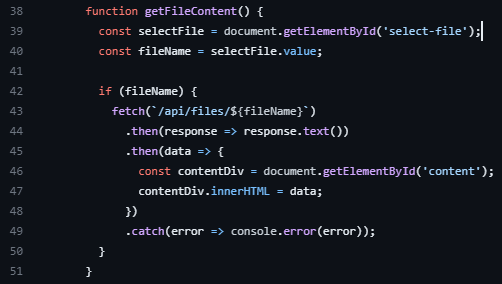 38 function getFileContent() {
39 const selectFile = document.getElementById('select-file');
40 const fileName = selectFile.value;
41
42 if (fileName) {
43 fetch(`/api/files/${fileName}`)
44 .then(response => response.text())
45 .then(data => {
46 const contentDiv = document.getElementById('content');
47 contentDiv.innerHTML = data;
48 })
49 .catch(error => console.error(error));
50 }
51 }